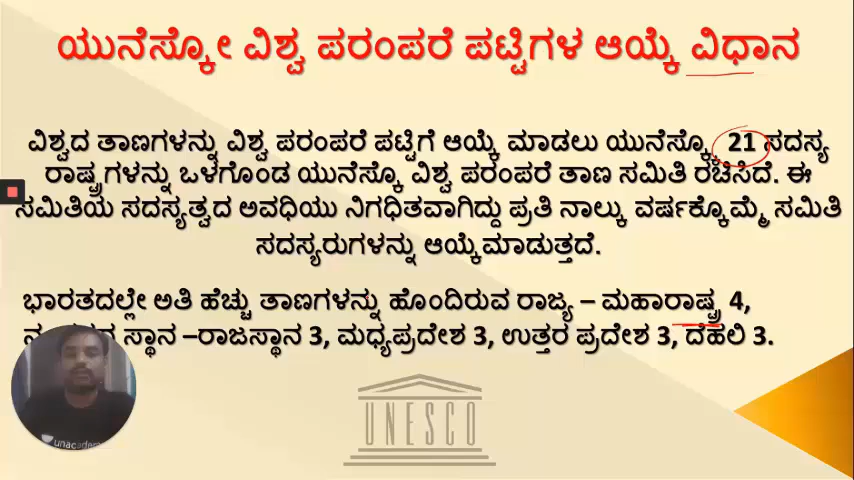 ಯುನೆಸ್ಕೋ ವಿಶ್ವ ಪರಂಪರೆ ಪಟ್ಟಿಗಳ ಆಯ್ಕೆ ವಿಧಾನ
ವಿಶ್ವದ ತಾಣಗಳನ್ನು ವಿಶ್ವ ಪರಂಪರೆ ಪಟ್ಟಿಗೆ ಆಯ್ಕೆ ಮಾಡಲು ಯುನೆಸ್ಕೊ 21 ಸದಸ್ಯ
ರಾಷ್ಟ್ರಗಳನ್ನು ಒಳಗೊಂಡ ಯುನೆಸ್ಕೊ ವಿಶ್ವ ಪರಂಪರೆ ತಾಣ ಸಮಿತಿ ರಚಿಸಿದೆ. ಈ
ಸಮಿತಿಯ ಸದಸ್ಯತ್ವದ ಅವಧಿಯು ನಿಗಧಿತವಾಗಿದ್ದು ಪ್ರತಿ ನಾಲ್ಕು ವರ್ಷಕ್ಕೊಮ್ಮೆ ಸಮಿತಿ
ಸದಸ್ಯರುಗಳನ್ನು ಆಯ್ಕೆಮಾಡುತ್ತದೆ.
ಭಾರತದಲ್ಲೇ ಅತಿ ಹೆಚ್ಚು ತಾಣಗಳನ್ನು ಹೊಂದಿರುವ ರಾಜ್ಯ – ಮಹಾರಾಷ್ಟ್ರ 4,
ಸ್ಥಾನ –ರಾಜಸ್ಥಾನ 3, ಮಧ್ಯಪ್ರದೇಶ 3, ಉತ್ತರ ಪ್ರದೇಶ 3, ದೆಹಲಿ 3.
unacademy
UNESCO